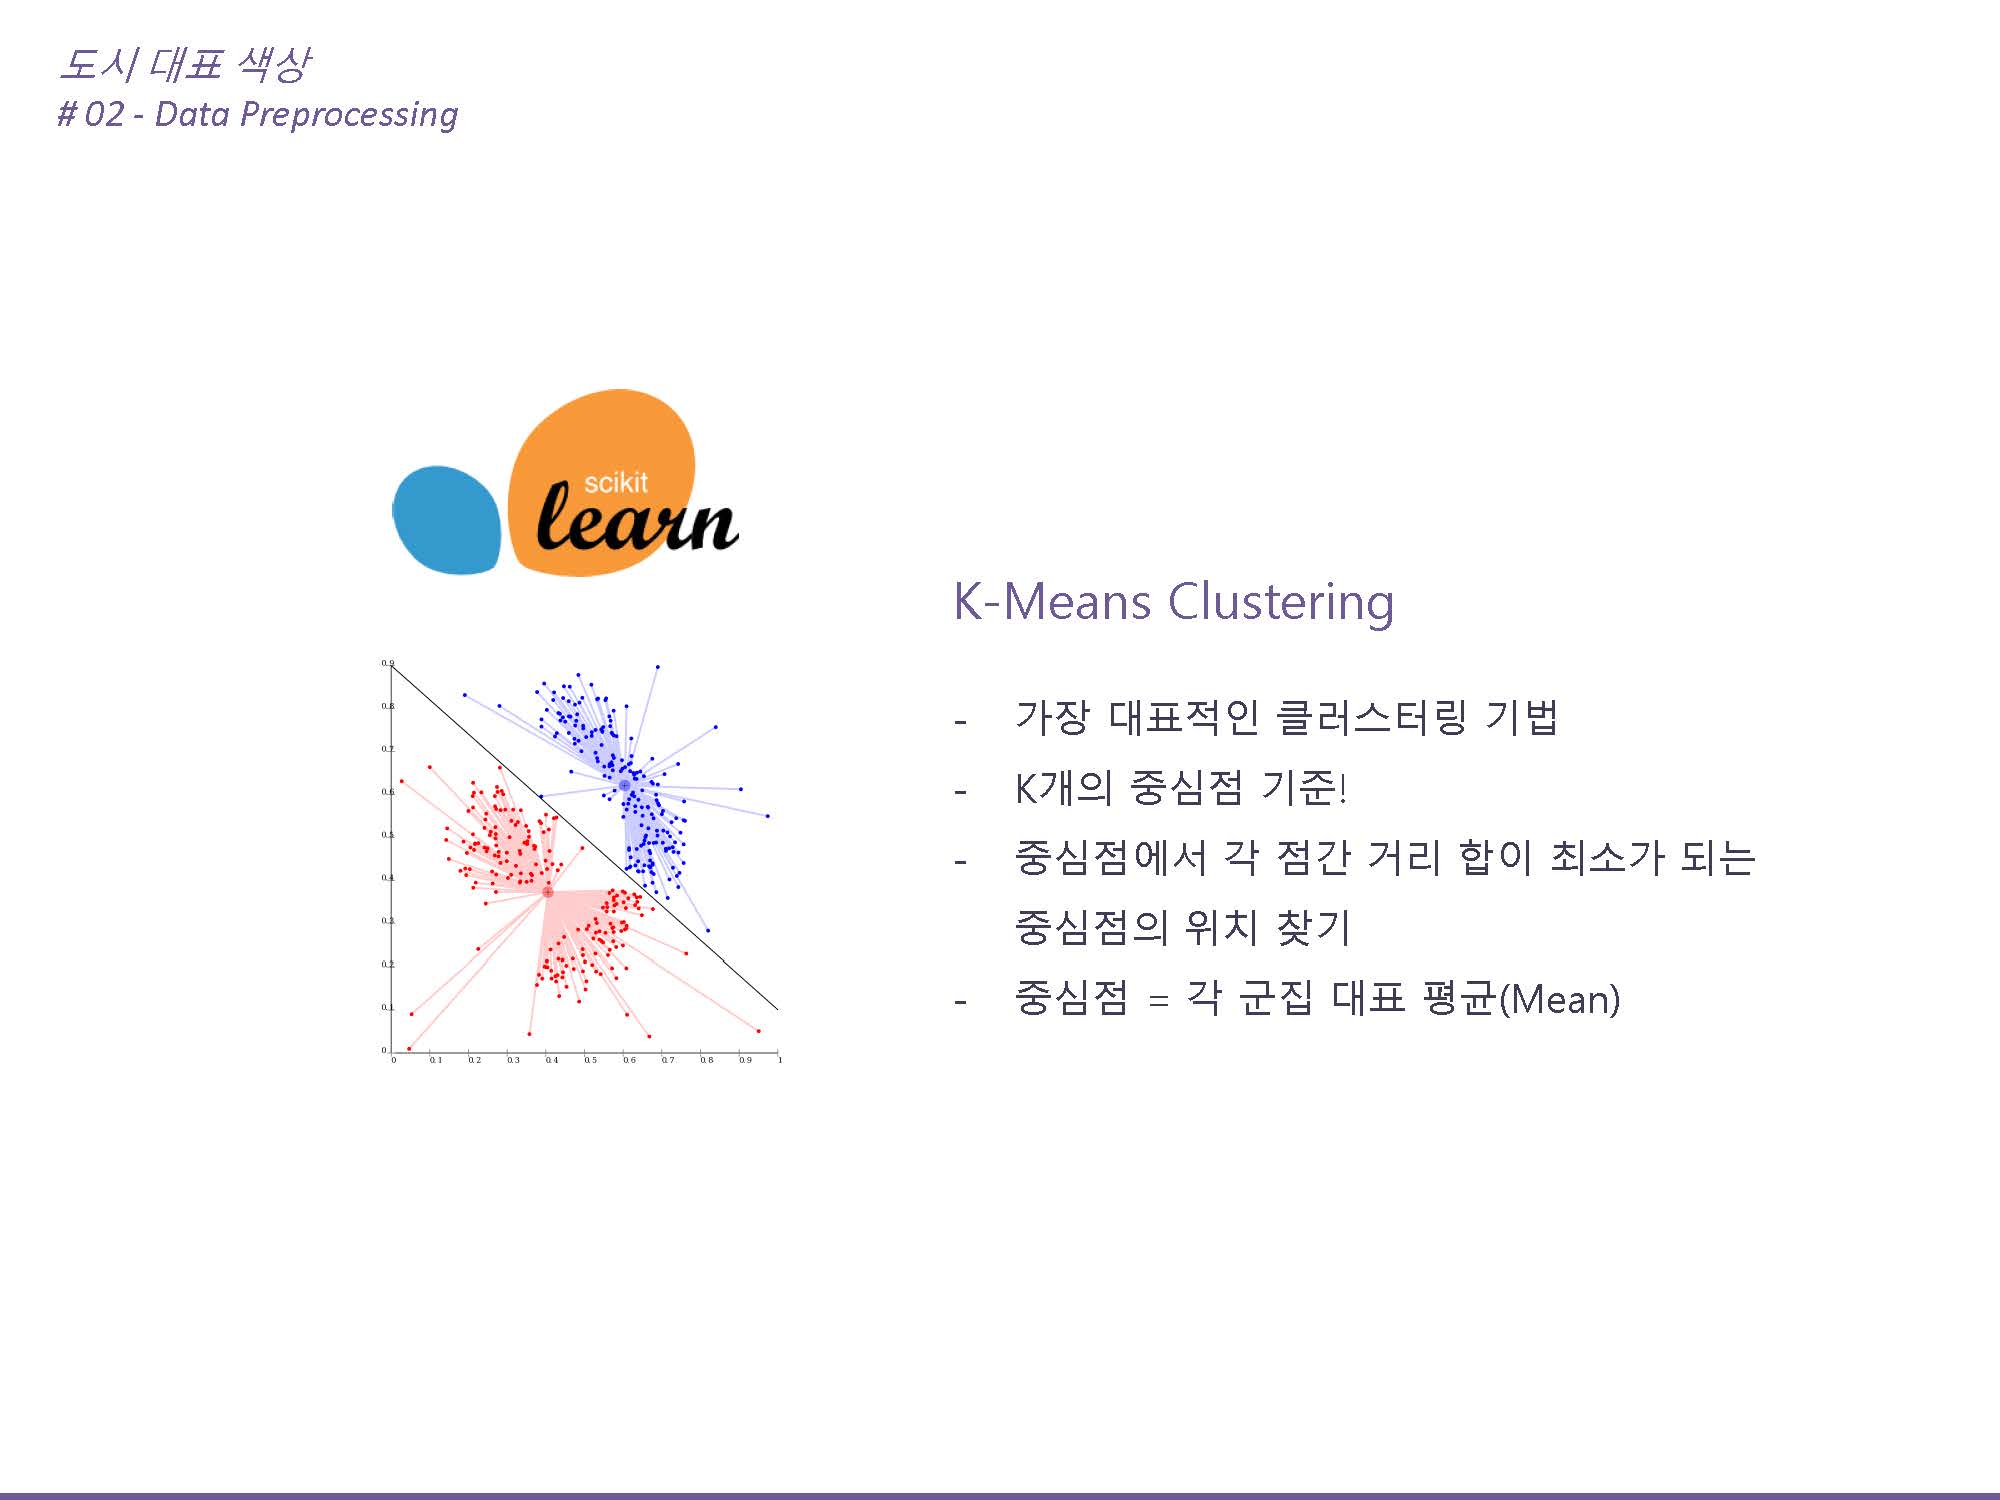 도시 대표 색상
# 02 - Data Preprocessing
scikit
learn
K-Means Clustering
- 가장 대표적인 클러스터링 기법
- K개의 중심점 기준!
- 중심점에서 각 점간 거리 합이 최소가 되는
중심점의 위치 찾기
- 중심점 = 각 군집 대표 평균(Mean)
0.9
0.8
0.7
0.6
0.5
0.4
0.3
0.2
0.1
0
0 0.1 0.2 0.3 0.4 0.5 0.6 0.7 0.8 0.9 1